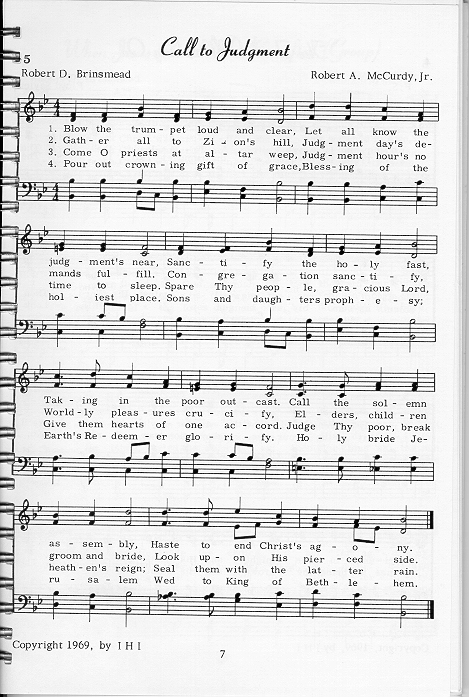 Call to Judgment
5
Robert D. Brinsmead Robert A. McCurdy, Jr.
1. Blow the trum - pet loud and clear, Let all know the
2. Gath - er all to Zi - on's hill, Judg - ment day's de-
3. Come O priests at al - tar weep, Judg - ment hour's no
4. Pour out crown - ing gift of grace, Bless - ing of the
judg - ment's near, Sanc - ti - fy the ho - ly fast,
mands ful - fill. Con - gre - ga - tion sanc - ti - fy,
time to sleep. Spare Thy peo - ple, gra - cious Lord,
hol - iest place. Sons and daugh - ters proph - e - sy;
Tak - ing in the poor out - cast. Call the sol - emn
World - ly pleas - ures cru - ci - fy, El - ders, child - ren
Give them hearts of one ac - cord. Judge Thy poor, break
Earth's Re - deem - er glo - ri - fy. Ho - ly bride Je-
as - sem - bly, Haste to end Christ's ag - o - ny.
groom and bride, Look up - on His pier - ced side.
heath - en's reign; Seal them with the lat - ter rain.
ru - sa - lem Wed to King of Beth - le - hem.
Copyright 1969, by I H I
7